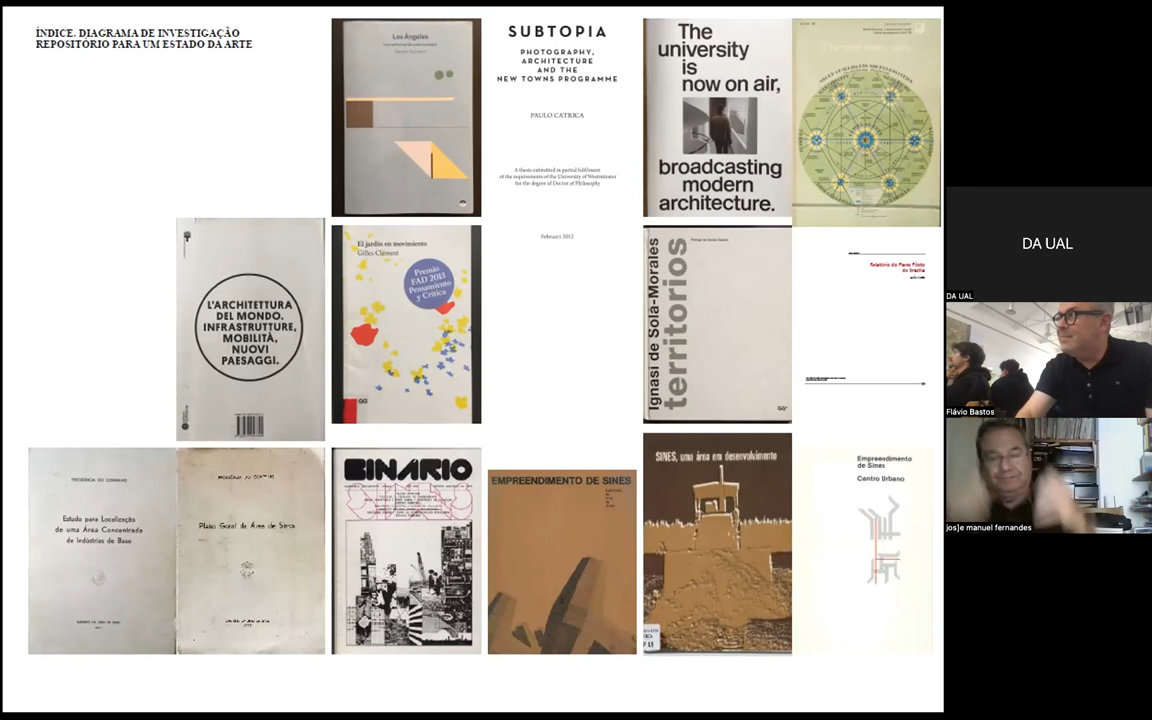 ÍNDICE. DIAGRAMA DE INVESTIGAÇÃO
REPOSITÓRIO PARA UM ESTADO DA ARTE
Los Ángeles
SUBTOPIA
PHOTOGRAPHY,
ARCHITECTURE
AND THE
NEW TOWNS PROGRAMME
PAULO CATRICA
A thesis submitted in partial fulfilment
of the requirements of the University of Westminster
for the degree of Doctor of Philosophy
February 2012
The
university
is
now on air,
broadcasting
modern
architecture.
L'ARCHITETTURA
DEL MONDO.
INFRASTRUTTURE,
MOBILITÀ,
NUOVI
PAESAGGI.
El jardín en movimiento
Gilles Clément
Premio
FAD 2013
Pensamiento
y Crítica
GG
Ignasi de Solà-Morales
territorios
GG
Relatório do Plano Piloto
de Brasília
PRESIDÊNCIA DO CONSELHO
Estudo para Localização
de uma Área Concentrada
de Indústrias de Base
PRESIDÊNCIA DO CONSELHO
Plano Geral da Área de Sines
BINARIO
EMPREENDIMENTO DE SINES
SINES, uma área em desenvolvimento
Empreendimento
de Sines
Centro Urbano
DA UAL
DA UAL
Flávio Bastos
jos]e manuel fernandes